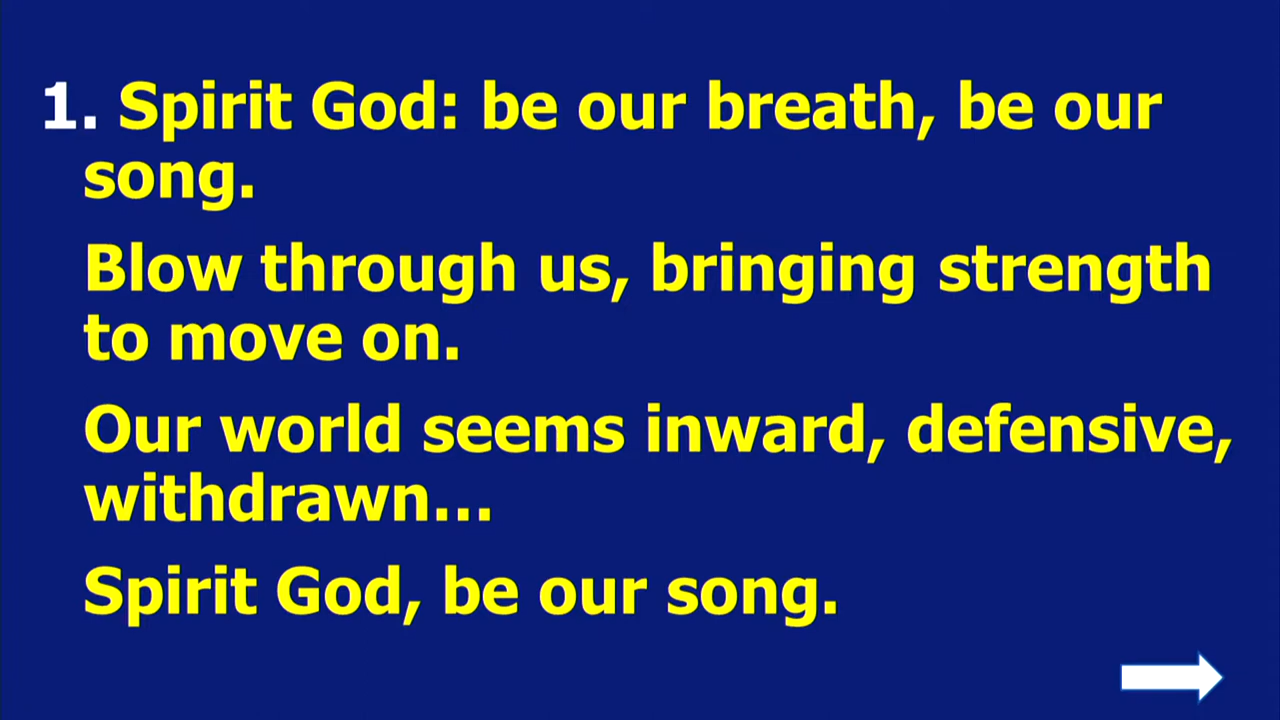 1. Spirit God: be our breath, be our
song.
Blow through us, bringing strength
to move on.
Our world seems inward, defensive,
withdrawn...
Spirit God, be our song.